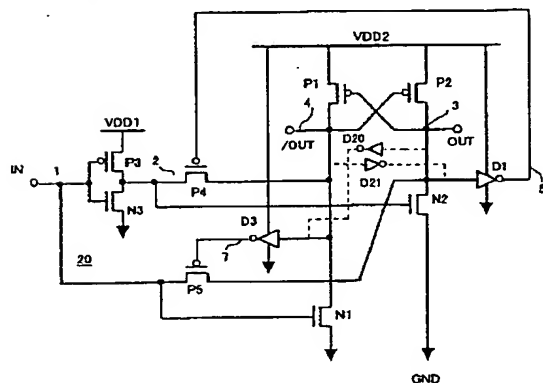 VDD2
P1
P2
4
3
/OUT
OUT
D20
D21
D1
VDD1
IN
1
P3
2
P4
N3
N2
D3
7
20
P5
N1
GND